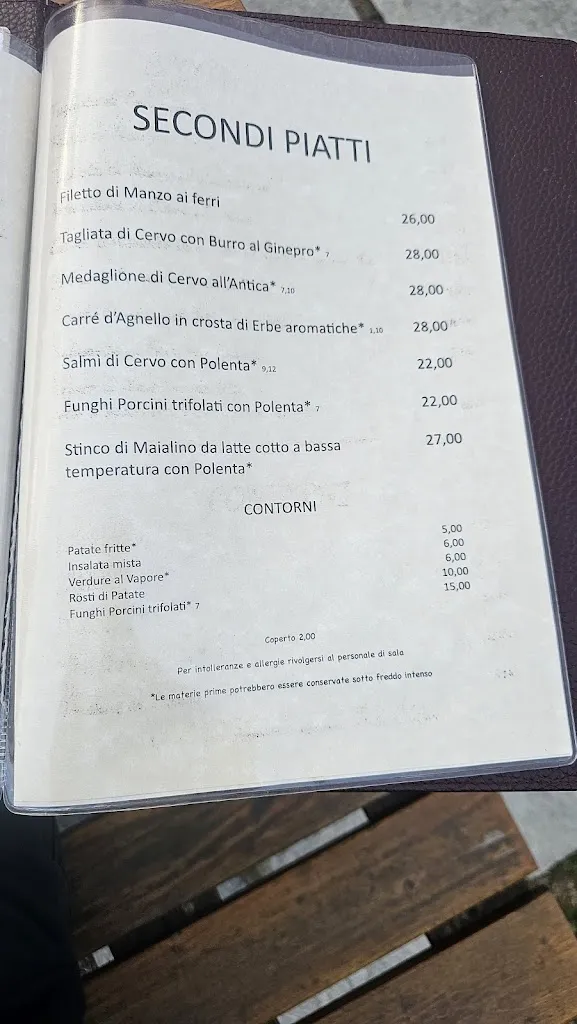 SECONDI PIATTI
Filetto di Manzo ai ferri 26,00
Tagliata di Cervo con Burro al Ginepro* 7 28,00
Medaglione di Cervo all'Antica* 7,10 28,00
Carré d'Agnello in crosta di Erbe aromatiche* 1,10 28,00
Salmì di Cervo con Polenta* 9,12 22,00
Funghi Porcini trifolati con Polenta* 7 22,00
Stinco di Maialino da latte cotto a bassa 27,00
temperatura con Polenta*
CONTORNI
Patate fritte* 5,00
Insalata mista 6,00
Verdure al Vapore* 6,00
Rosti di Patate 10,00
Funghi Porcini trifolati* 7 15,00
Coperto 2,00
Per intolleranze e allergie rivolgersi al personale di sala
*Le materie prime potrebbero essere conservate sotto freddo intenso